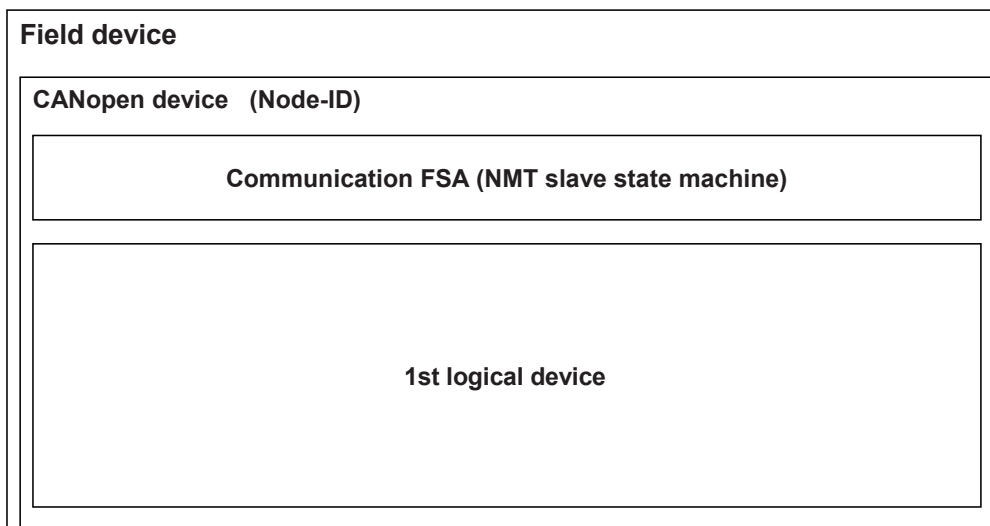 Field device
CANopen device (Node-ID)
Communication FSA (NMT slave state machine)
1st logical device